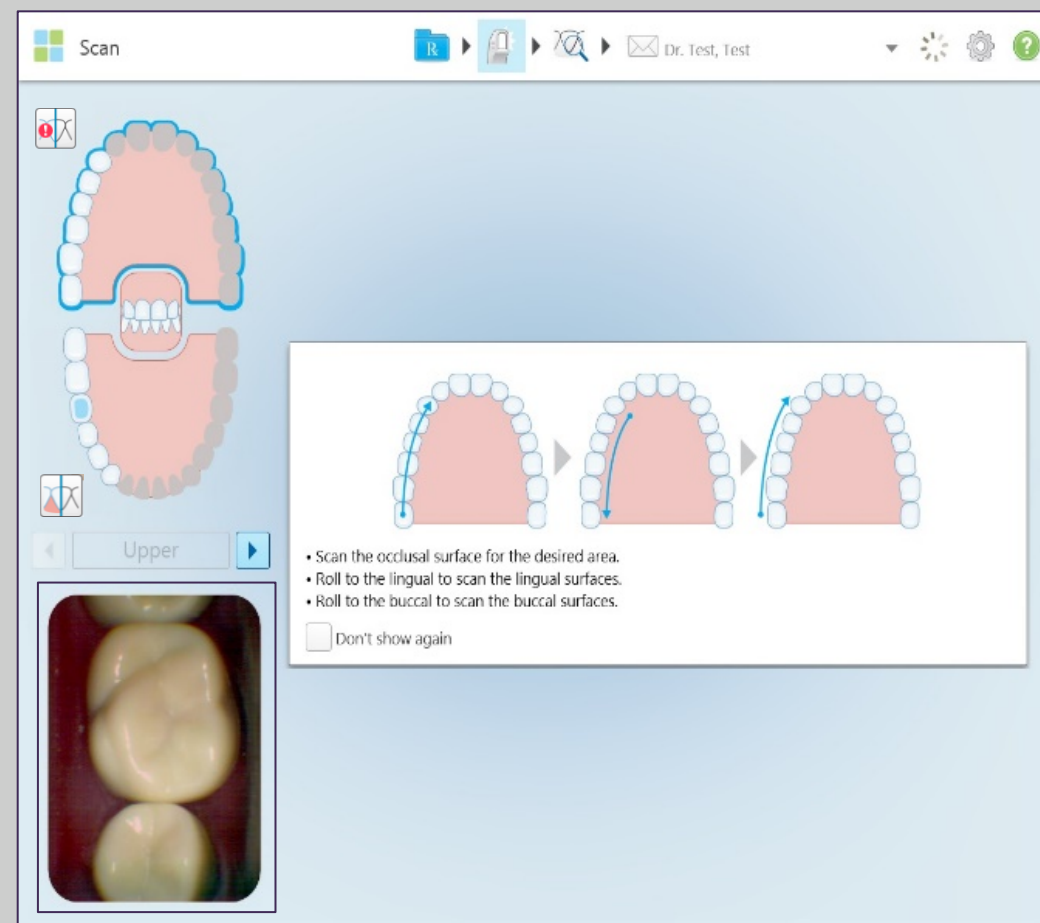 Scan
R
Dr. Test, Test
?
!
Upper
• Scan the occlusal surface for the desired area.
• Roll to the lingual to scan the lingual surfaces.
• Roll to the buccal to scan the buccal surfaces.
Don't show again